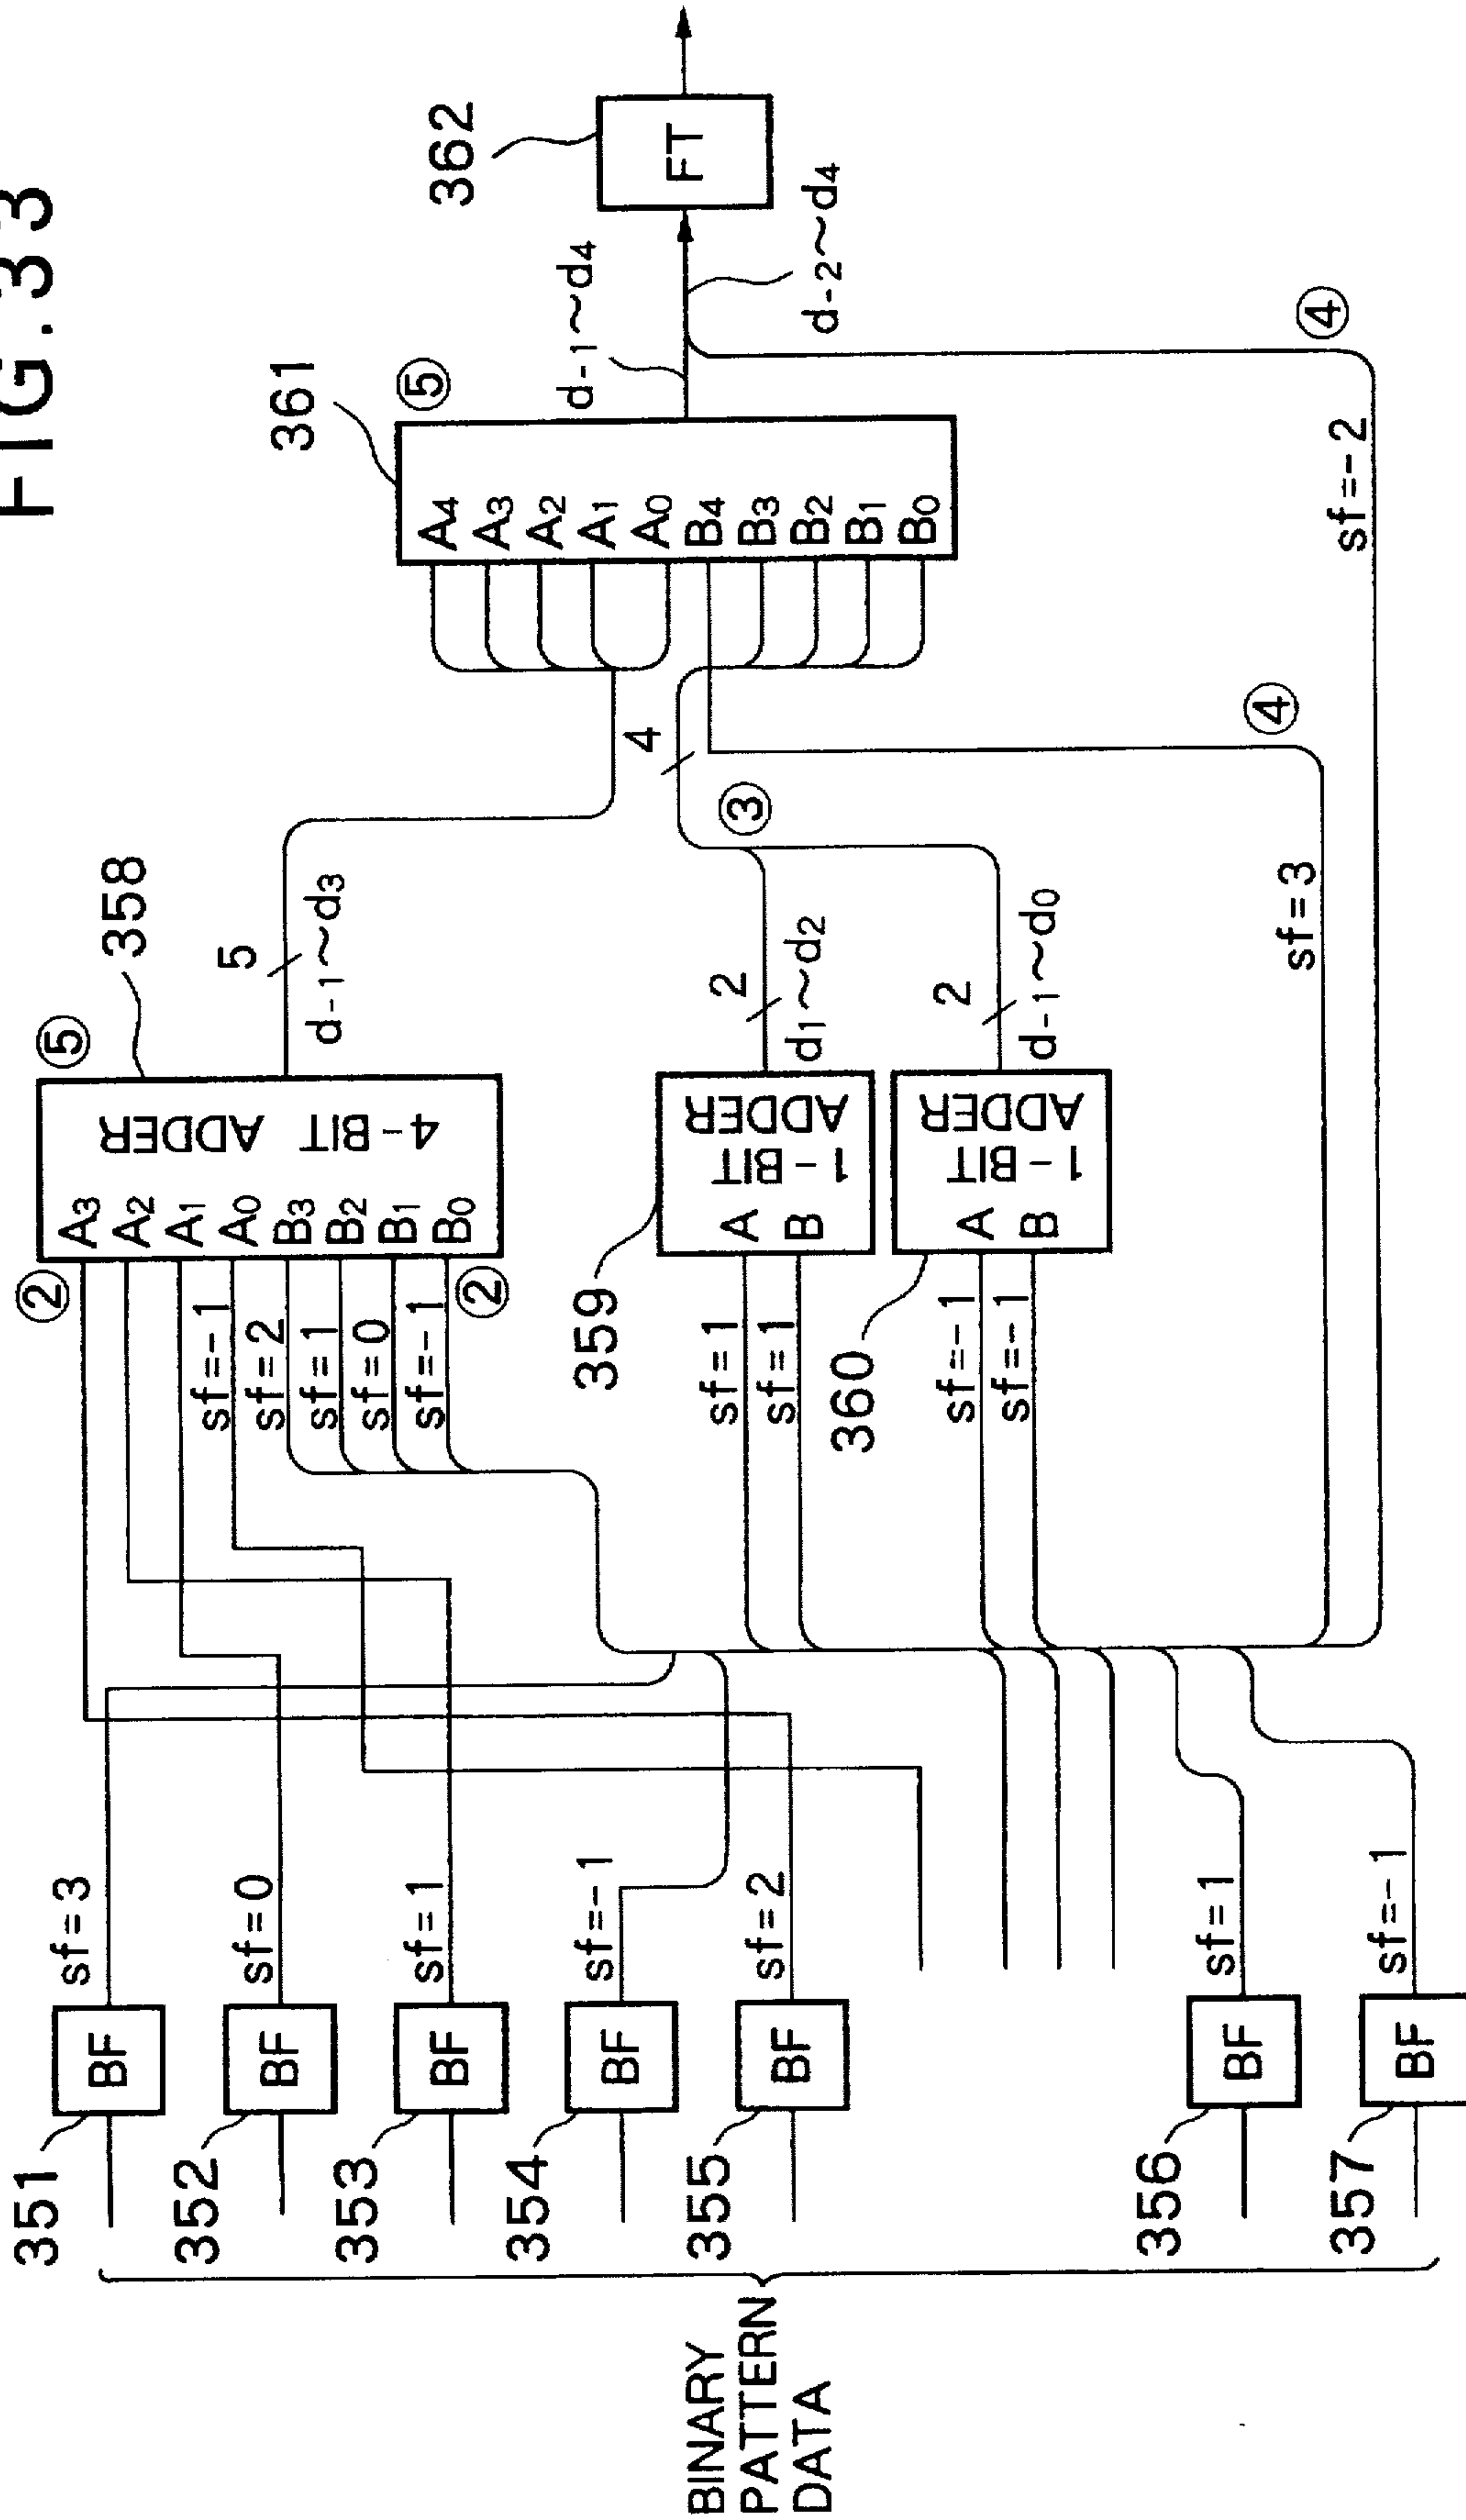 FIG. 33
BINARY
PATTERN
DATA
351
BF
sf=3
352
BF
sf=0
353
BF
sf=1
354
BF
sf=-1
355
BF
sf=2
356
BF
sf=1
357
BF
sf=-1
②
A3
A2
A1
sf=-1 A0
sf=2 B3
sf=1 B2
sf=0 B1
sf=-1 B0
②
4-BIT ADDER
⑤
358
5
d-1~d3
359
sf=1 A
sf=1 B
1-BIT
ADDER
2
d1~d2
360
sf=-1 A
sf=-1 B
1-BIT
ADDER
2
d-1~d0
③
4
sf=3
④
361
A4
A3
A2
A1
A0
B4
B3
B2
B1
B0
⑤
d-1~d4
sf=-2
④
d-2~d4
362
FT